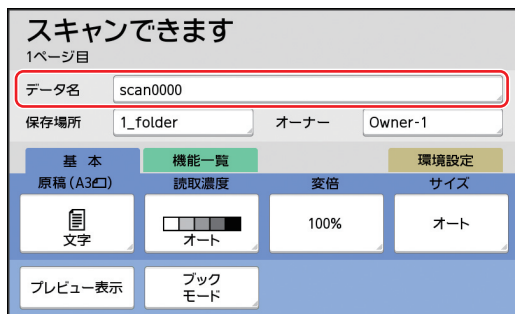 スキャンできます
1ページ目
データ名 scan0000
保存場所 1_folder オーナー Owner-1
基 本 機能一覧 環境設定
原稿(A3) 読取濃度 変倍 サイズ
文字 オート 100% オート
プレビュー表示 ブック
モード